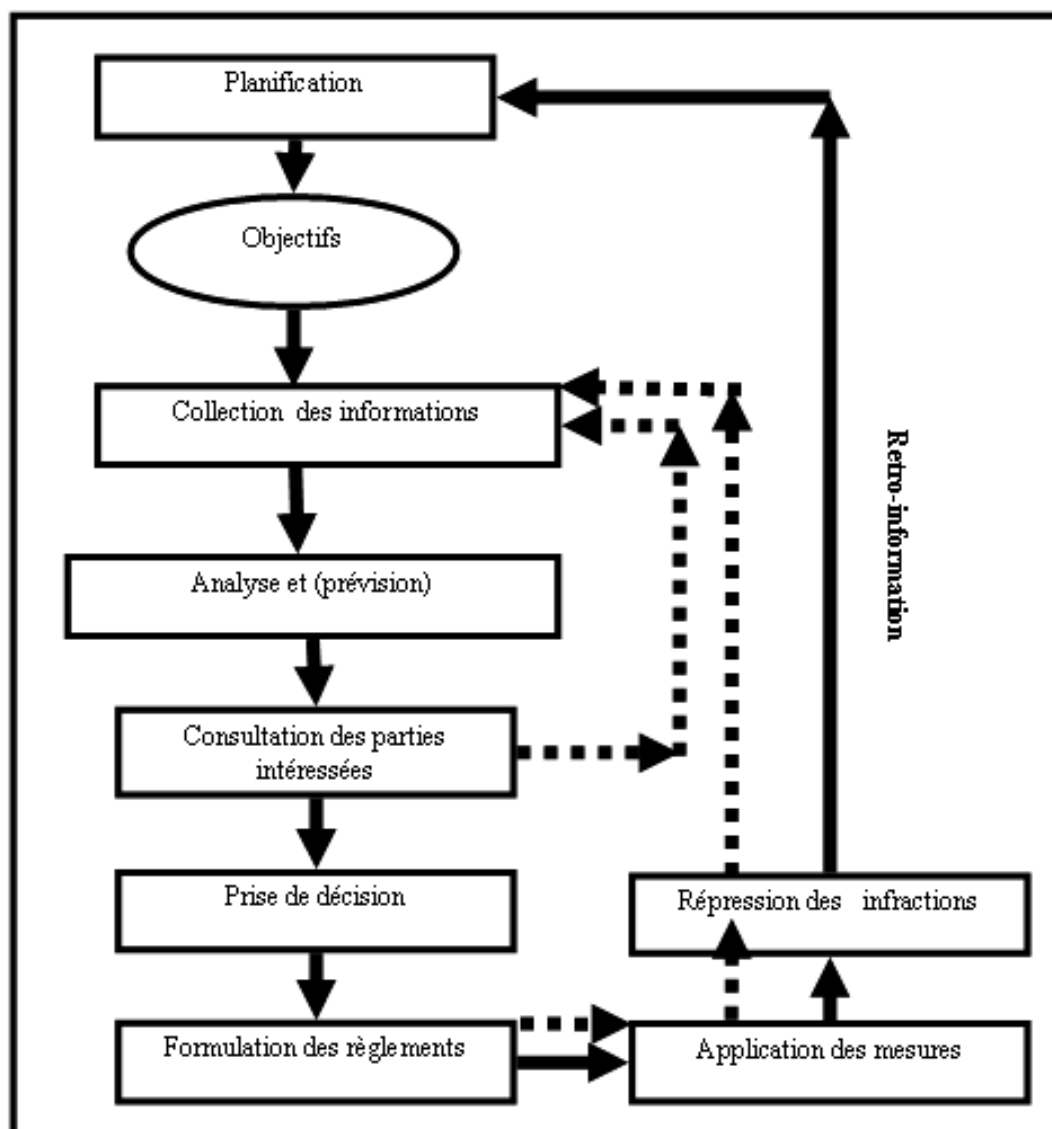 Planification
Objectifs
Collection des informations
Analyse et (prévision)
Consultation des parties
intéressées
Prise de décision
Formulation des règlements
Application des mesures
Répression des infractions
Retro-information